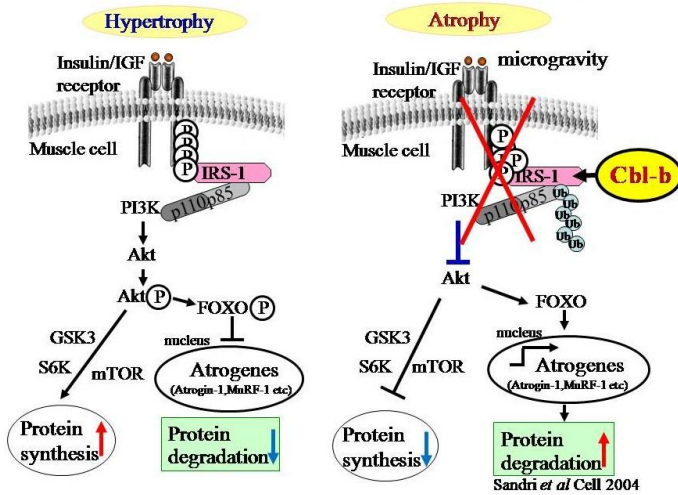 Hypertrophy
Insulin/IGF
receptor
Muscle cell
P
P
P
P
IRS-1
PI3K
p110p85
Akt
Akt P
FOXO P
GSK3
S6K
mTOR
nucleus
Atrogenes
(Atrogin-1,MuRF-1 etc)
Protein
synthesis
Protein
degradation
Atrophy
Insulin/IGF
receptor
microgravity
Muscle cell
P
P
P
P
IRS-1
Cbl-b
PI3K
p110p85
Ub
Ub
Ub
Ub
Ub
Ub
Akt
FOXO
GSK3
S6K
mTOR
nucleus
Atrogenes
(Atrogin-1,MuRF-1 etc)
Protein
synthesis
Protein
degradation
Sandri et al Cell 2004